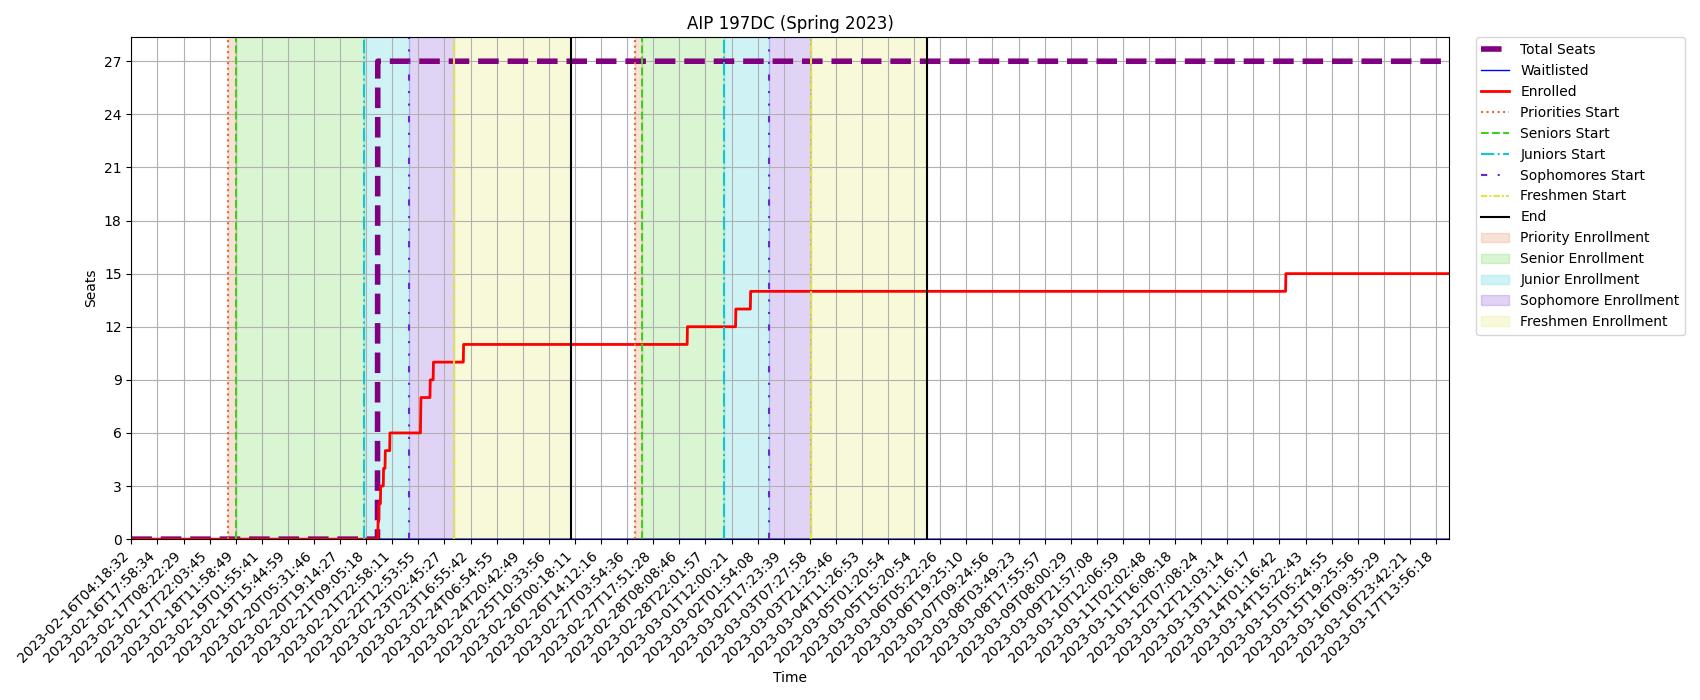 AIP 197DC (Spring 2023)
Seats
27
24
21
18
15
12
9
6
3
0
2023-02-16T04:18:32
2023-02-16T17:58:34
2023-02-17T08:22:29
2023-02-17T22:03:45
2023-02-18T11:58:49
2023-02-19T01:55:41
2023-02-19T15:44:59
2023-02-20T05:31:46
2023-02-20T19:14:27
2023-02-21T09:05:18
2023-02-21T22:58:11
2023-02-22T22:53:55
2023-02-23T02:45:27
2023-02-23T16:55:42
2023-02-24T06:54:55
2023-02-24T20:42:49
2023-02-25T10:33:56
2023-02-26T00:18:11
2023-02-26T14:12:16
2023-02-27T03:54:36
2023-02-27T17:51:28
2023-02-28T08:08:46
2023-02-28T22:01:57
2023-03-01T12:00:21
2023-03-02T01:54:08
2023-03-02T17:23:39
2023-03-03T07:27:58
2023-03-03T21:25:46
2023-03-04T11:26:53
2023-03-05T01:20:54
2023-03-05T15:20:54
2023-03-06T05:22:26
2023-03-06T19:25:10
2023-03-07T09:24:56
2023-03-08T03:49:23
2023-03-08T17:55:57
2023-03-09T08:00:29
2023-03-09T21:57:08
2023-03-10T12:06:59
2023-03-11T02:02:48
2023-03-11T16:08:18
2023-03-12T07:08:24
2023-03-12T21:03:14
2023-03-13T11:16:17
2023-03-14T01:16:42
2023-03-14T15:22:43
2023-03-15T05:24:55
2023-03-15T19:25:56
2023-03-16T09:35:29
2023-03-16T23:42:21
2023-03-17T13:56:18
Time
Total Seats
Waitlisted
Enrolled
Priorities Start
Seniors Start
Juniors Start
Sophomores Start
Freshmen Start
End
Priority Enrollment
Senior Enrollment
Junior Enrollment
Sophomore Enrollment
Freshmen Enrollment